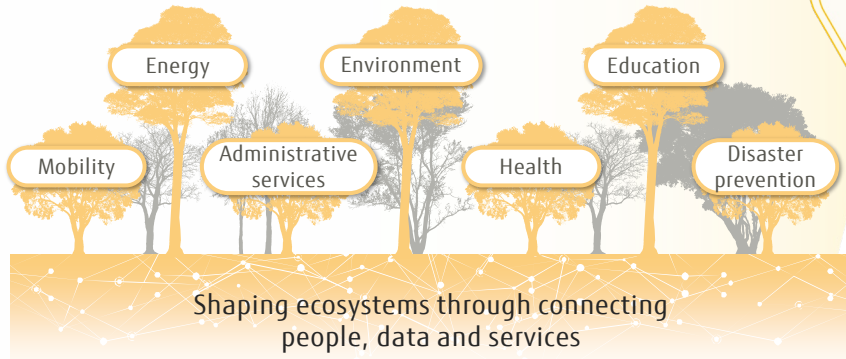 Energy
Environment
Education
Mobility
Administrative
services
Health
Disaster
prevention
Shaping ecosystems through connecting
people, data and services